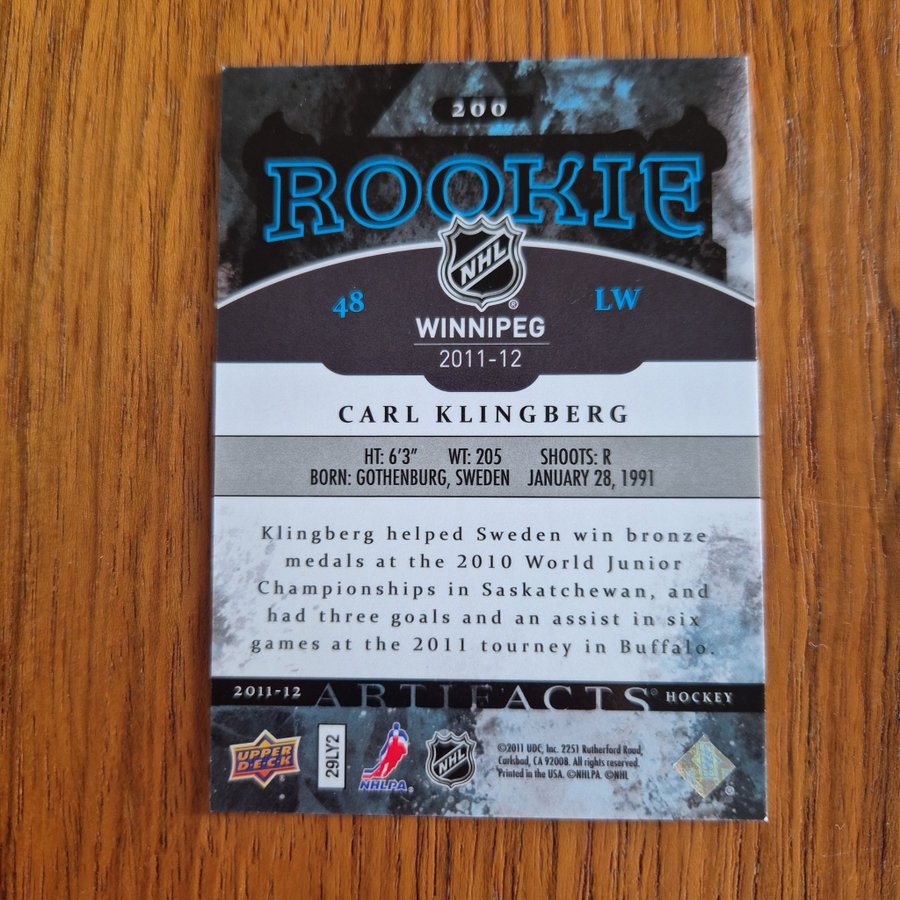 200
ROOKIE
NHL
®
48 LW
WINNIPEG
2011-12
CARL KLINGBERG
HT: 6'3" WT: 205 SHOOTS: R
BORN: GOTHENBURG, SWEDEN JANUARY 28, 1991
Klingberg helped Sweden win bronze
medals at the 2010 World Junior
Championships in Saskatchewan, and
had three goals and an assist in six
games at the 2011 tourney in Buffalo.
2011-12 ARTIFACTS® HOCKEY
UPPER
D.E.C.K
29LY2
NHLPA
NHL
©2011 UDC, Inc. 2251 Rutherford Road,
Carlsbad, CA 92008. All rights reserved.
Printed in the USA. ©NHLPA. ©NHL